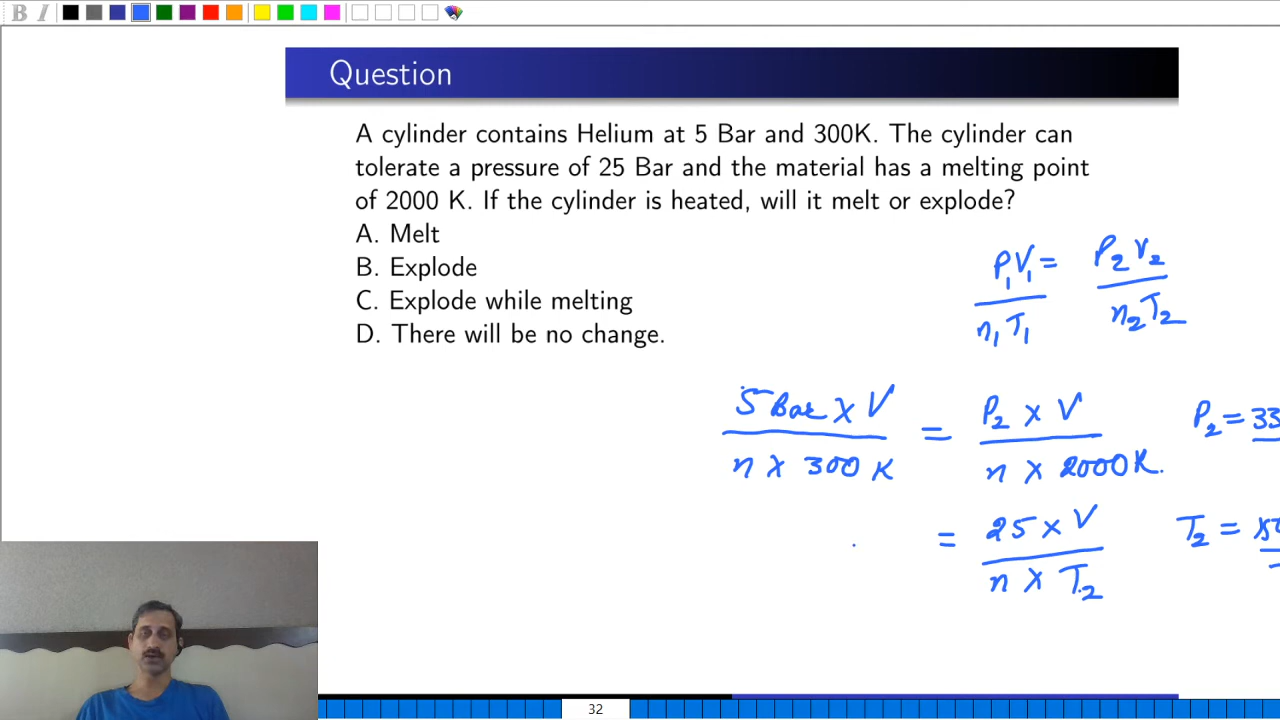 B I
Question
A cylinder contains Helium at 5 Bar and 300K. The cylinder can
tolerate a pressure of 25 Bar and the material has a melting point
of 2000 K. If the cylinder is heated, will it melt or explode?
A. Melt
B. Explode
C. Explode while melting
D. There will be no change.
P₁V₁ = P₂V₂
n₁T₁ n₂T₂
5 Bar x V = P₂ x V P₂ = 33
n x 300 K n x 2000K.
= 25 x V T₂ =
n x T₂
32